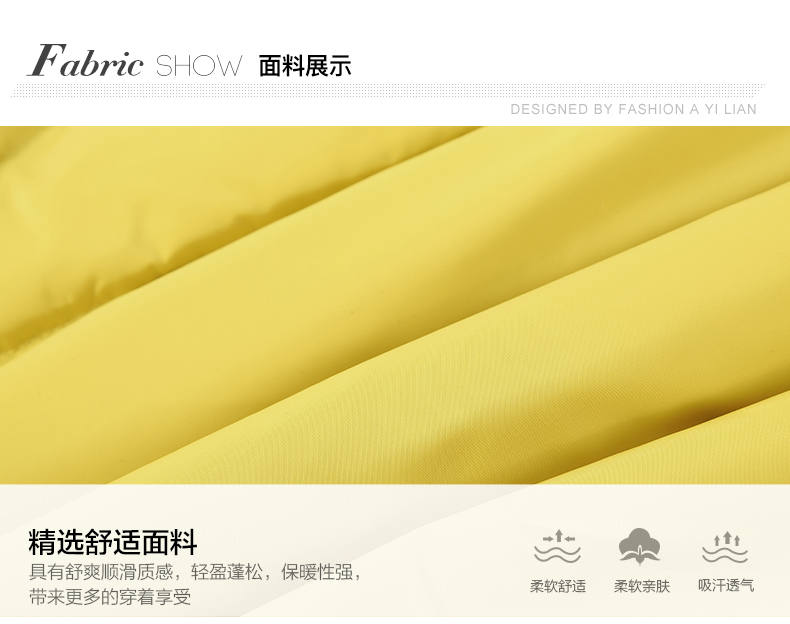 Fabric SHOW 面料展示
DESIGNED BY FASHION A YI LIAN
精选舒适面料
具有舒爽顺滑质感，轻盈蓬松，保暖性强，
带来更多的穿着享受
柔软舒适 柔软亲肤 吸汗透气